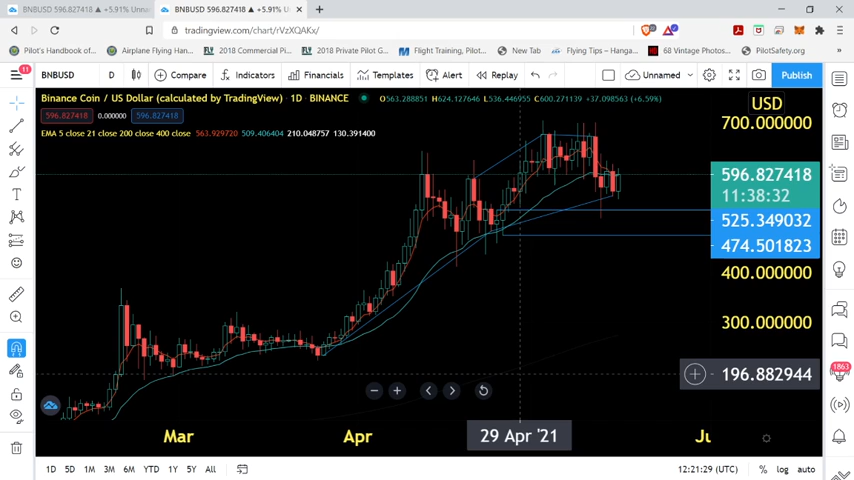 BNBUSD 596.827418 ▲ +5.91% Unna
BNBUSD 596.827418 ▲ +5.91% U
tradingview.com/chart/rVzXQAKx/
Pilot's Handbook of...
Airplane Flying Han...
2018 Commercial Pi...
2018 Private Pilot G...
Flight Training, Pilot...
New Tab
Flying Tips – Hanga...
68 Vintage Photos...
PilotSafety.org
11
BNBUSD
D
Compare
Indicators
Financials
Templates
Alert
Replay
Unnamed
Publish
Binance Coin / US Dollar (calculated by TradingView) 1D BINANCE
O563.288851 H624.127646 L536.446955 C600.271139 +37.098563 (+6.59%)
USD
596.827418 0.000000 596.827418
EMA 5 close 21 close 200 close 400 close 563.929720 509.406404 210.048757 130.391400
700.000000
596.827418
11:38:32
525.349032
474.501823
400.000000
300.000000
196.882944
1863
Mar
Apr
29 Apr '21
1D 5D 1M 3M 6M YTD 1Y 5Y All
12:21:29 (UTC)
%
log
auto